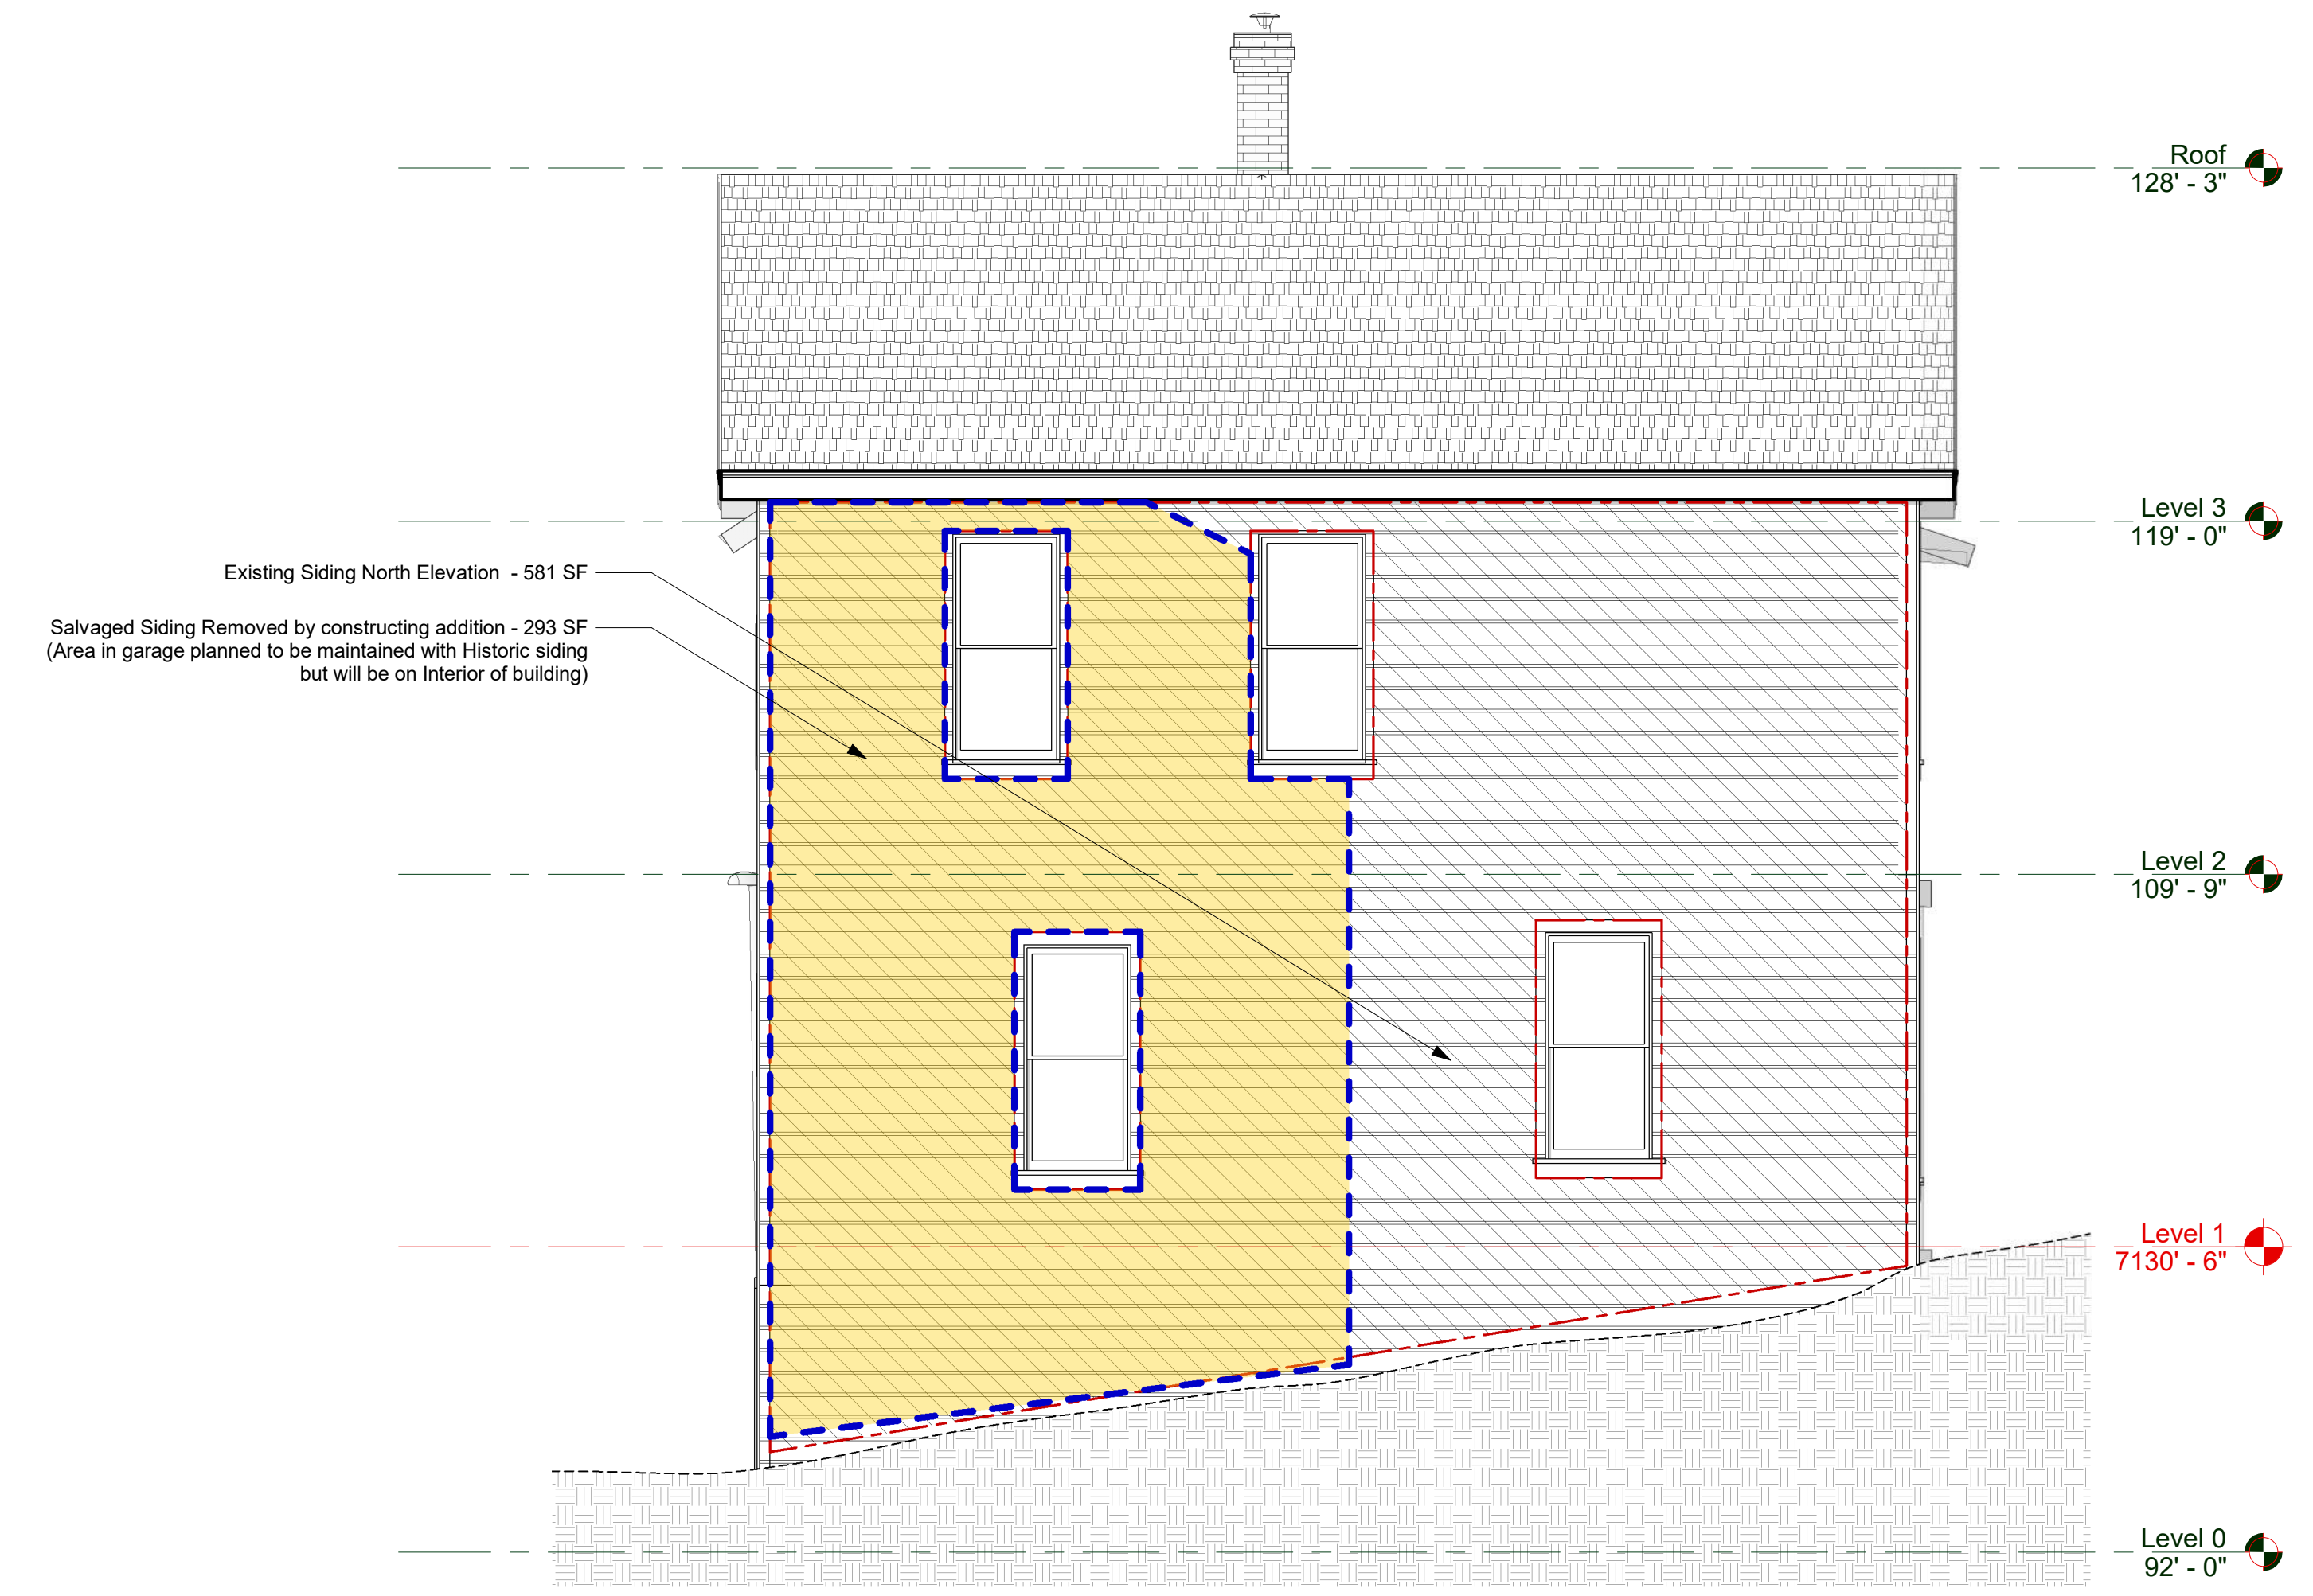 Roof
128' - 3"
Level 3
119' - 0"
Existing Siding North Elevation - 581 SF
Salvaged Siding Removed by constructing addition - 293 SF
(Area in garage planned to be maintained with Historic siding
but will be on Interior of building)
Level 2
109' - 9"
Level 1
7130' - 6"
Level 0
92' - 0"